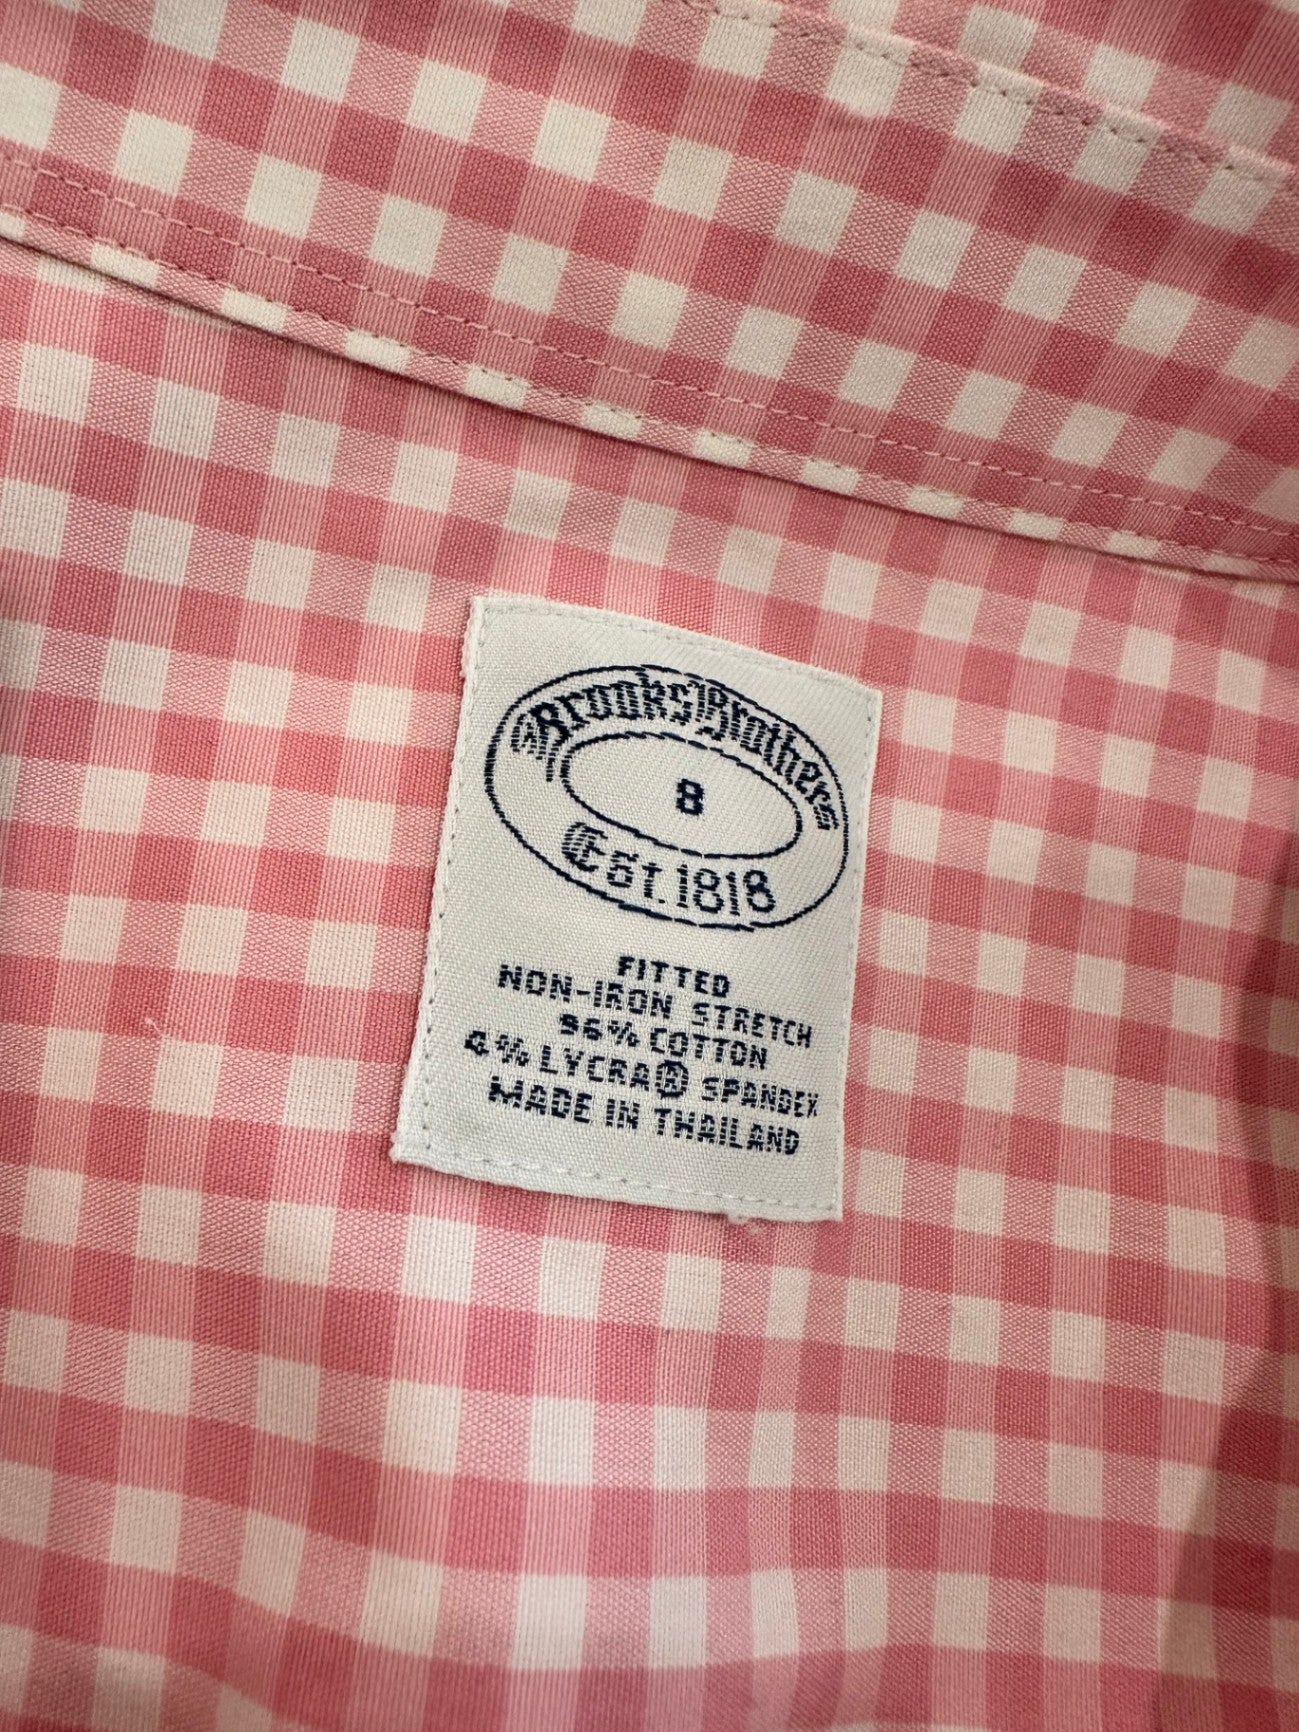 Brooks Brothers
8
Est. 1818
FITTED
NON-IRON STRETCH
96% COTTON
4% LYCRA® SPANDEX
MADE IN THAILAND